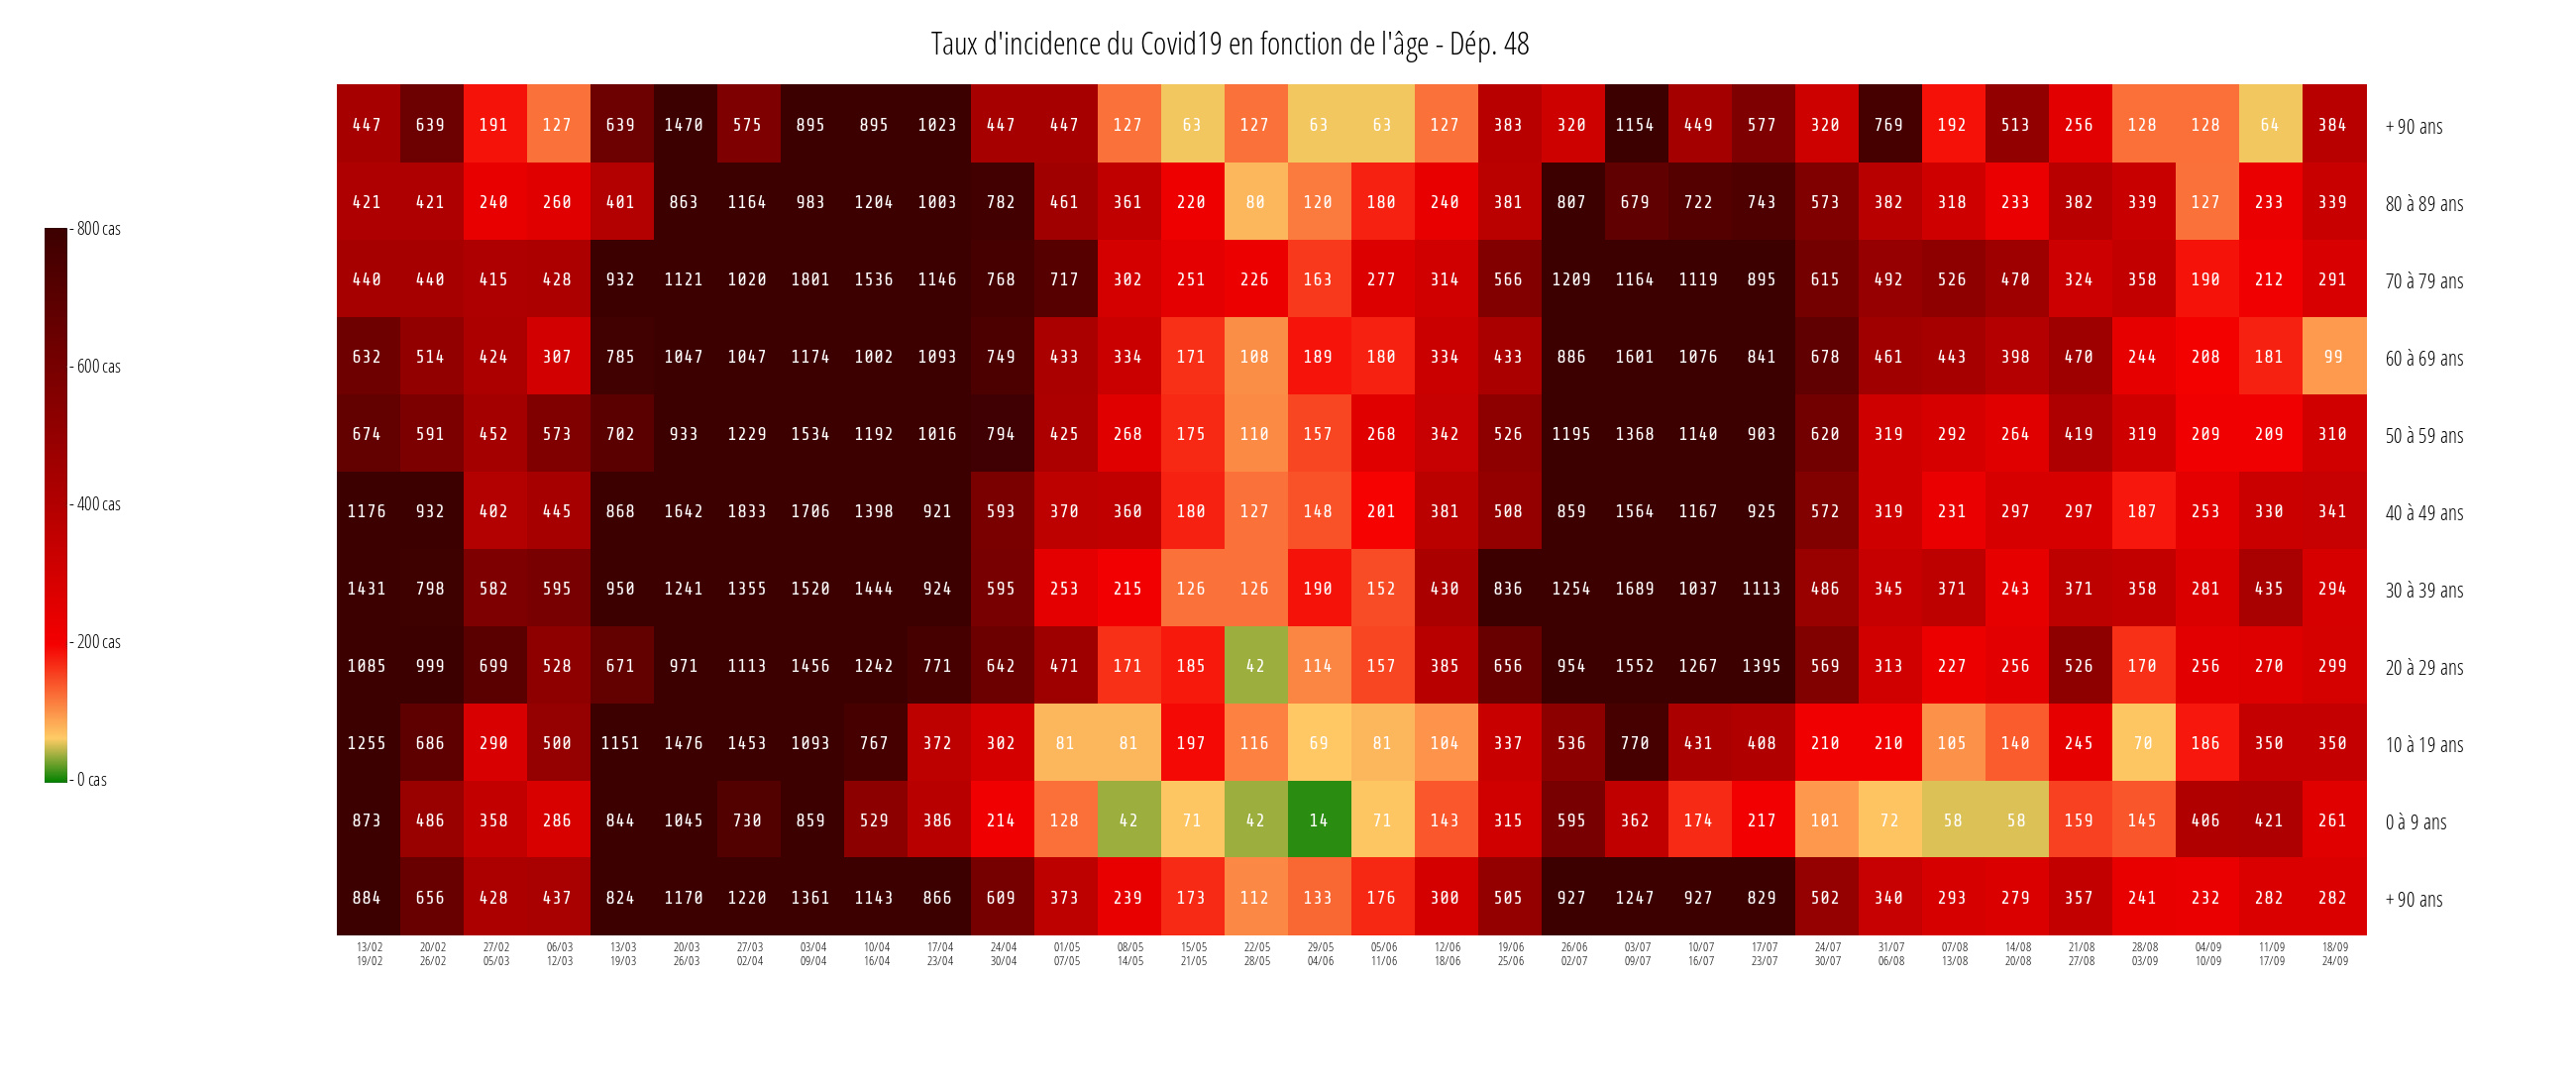 Taux d'incidence du Covid19 en fonction de l'âge - Dép. 48
- 800 cas
- 600 cas
- 400 cas
- 200 cas
- 0 cas
447 639 191 127 639 1470 575 895 895 1023 447 447 127 63 127 63 63 127 383 320 1154 449 577 320 769 192 513 256 128 128 64 384 + 90 ans
421 421 240 260 401 863 1164 983 1204 1003 782 461 361 220 80 120 180 240 381 807 679 722 743 573 382 318 233 382 339 127 233 339 80 à 89 ans
440 440 415 428 932 1121 1020 1801 1536 1146 768 717 302 251 226 163 277 314 566 1209 1164 1119 895 615 492 526 470 324 358 190 212 291 70 à 79 ans
632 514 424 307 785 1047 1047 1174 1002 1093 749 433 334 171 108 189 180 334 433 886 1601 1076 841 678 461 443 398 470 244 208 181 99 60 à 69 ans
674 591 452 573 702 933 1229 1534 1192 1016 794 425 268 175 110 157 268 342 526 1195 1368 1140 903 620 319 292 264 419 319 209 209 310 50 à 59 ans
1176 932 402 445 868 1642 1833 1706 1398 921 593 370 360 180 127 148 201 381 508 859 1564 1167 925 572 319 231 297 297 187 253 330 341 40 à 49 ans
1431 798 582 595 950 1241 1355 1520 1444 924 595 253 215 126 126 190 152 430 836 1254 1689 1037 1113 486 345 371 243 371 358 281 435 294 30 à 39 ans
1085 999 699 528 671 971 1113 1456 1242 771 642 471 171 185 42 114 157 385 656 954 1552 1267 1395 569 313 227 256 526 170 256 270 299 20 à 29 ans
1255 686 290 500 1151 1476 1453 1093 767 372 302 81 81 197 116 69 81 104 337 536 770 431 408 210 210 105 140 245 70 186 350 350 10 à 19 ans
873 486 358 286 844 1045 730 859 529 386 214 128 42 71 42 14 71 143 315 595 362 174 217 101 72 58 58 159 145 406 421 261 0 à 9 ans
884 656 428 437 824 1170 1220 1361 1143 866 609 373 239 173 112 133 176 300 505 927 1247 927 829 502 340 293 279 357 241 232 282 282 + 90 ans
13/02 20/02 27/02 06/03 13/03 20/03 27/03 03/04 10/04 17/04 24/04 01/05 08/05 15/05 22/05 29/05 05/06 12/06 19/06 26/06 03/07 10/07 17/07 24/07 31/07 07/08 14/08 21/08 28/08 04/09 11/09 18/09
19/02 26/02 05/03 12/03 19/03 26/03 02/04 09/04 16/04 23/04 30/04 07/05 14/05 21/05 28/05 04/06 11/06 18/06 25/06 02/07 09/07 16/07 23/07 30/07 06/08 13/08 20/08 27/08 03/09 10/09 17/09 24/09